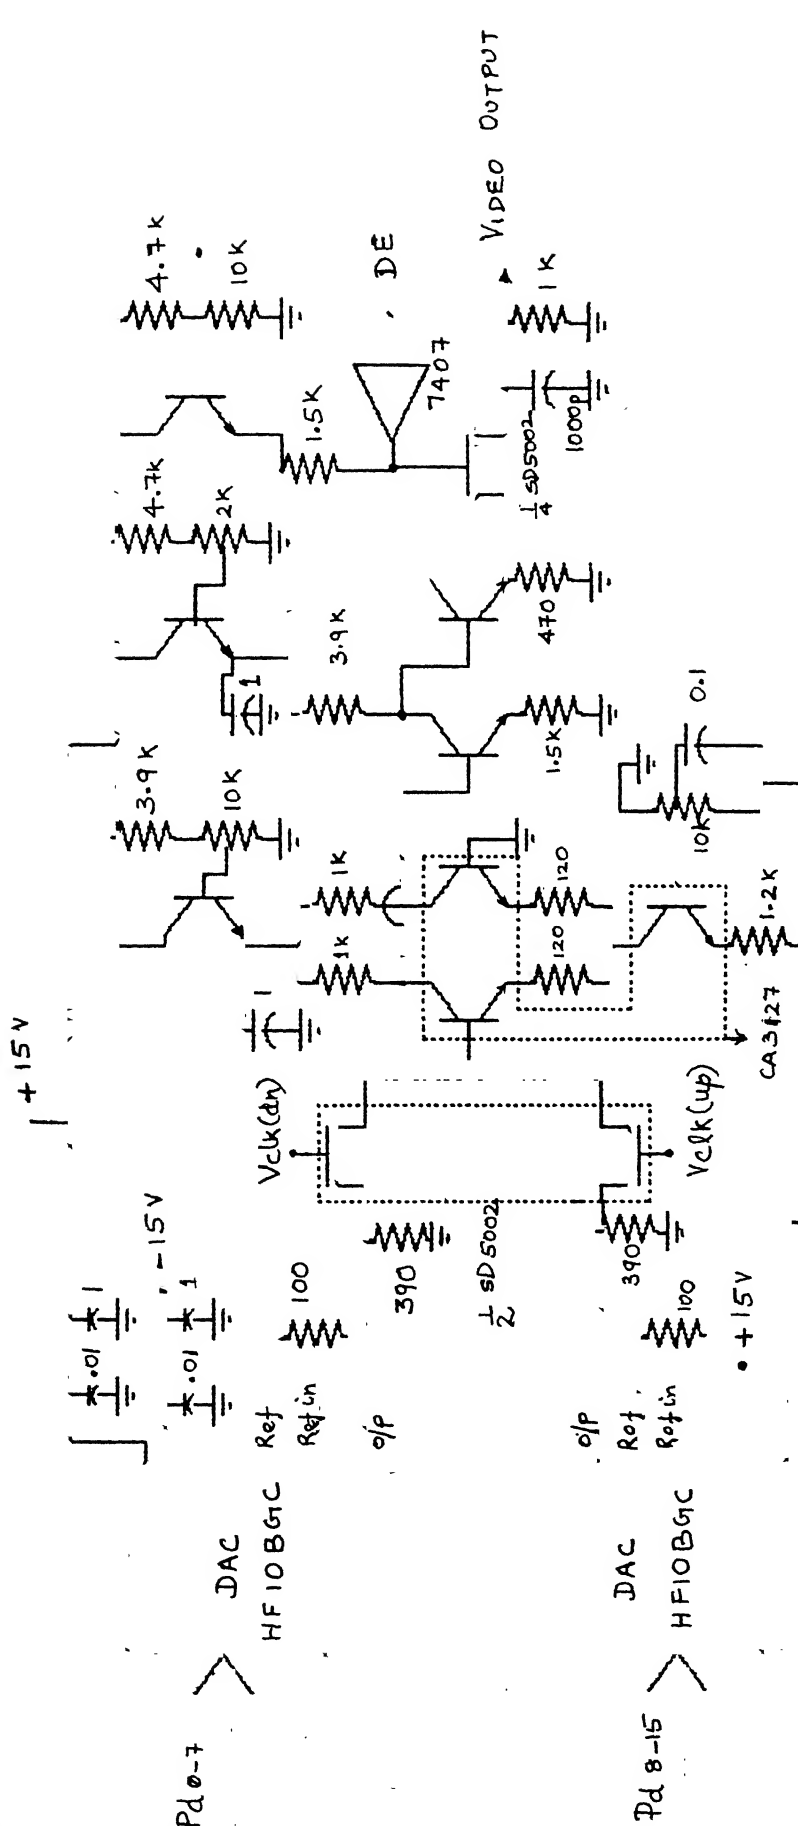 +15V
1
.01
-15V
1
.01
3.9K
10K
4.7K
2K
4.7K
10K
Pd 0-7
DAC
HF10BGC
Ref
Ref in
O/P
100
390
Vclk(dn)
1
1K
1K
1
3.9K
1.5K
DE
7407
1/2 SD5002
1/4 SD5002
VIDEO OUTPUT
120
120
1.5K
470
1000P
1K
Pd 8-15
DAC
HF10BGC
O/P
Ref
Ref in
100
390
Vclk(up)
+15V
CA3127
1.2K
10K
0.1